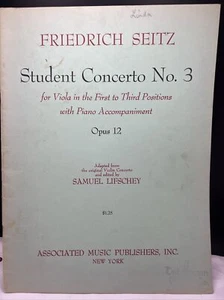 Linda
FRIEDRICH SEITZ
Student Concerto No. 3
for Viola in the First to Third Positions
with Piano Accompaniment
Opus 12
Adapted from
the original Violin Concerto
and edited by
SAMUEL LIFSCHEY
ASSOCIATED MUSIC PUBLISHERS, INC.
NEW YORK